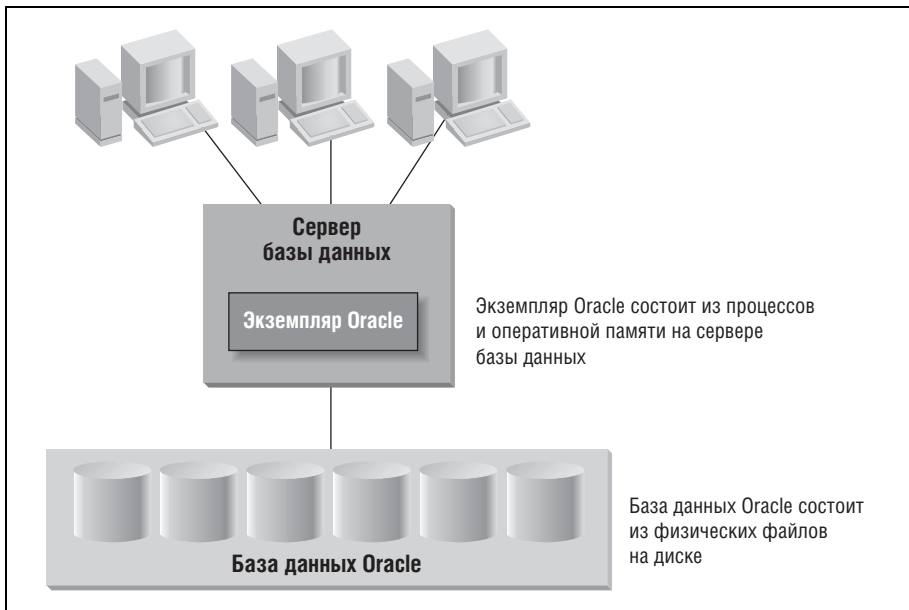 Сервер
базы данных
Экземпляр Oracle
Экземпляр Oracle состоит из процессов
и оперативной памяти на сервере
базы данных
База данных Oracle
База данных Oracle состоит
из физических файлов
на диске